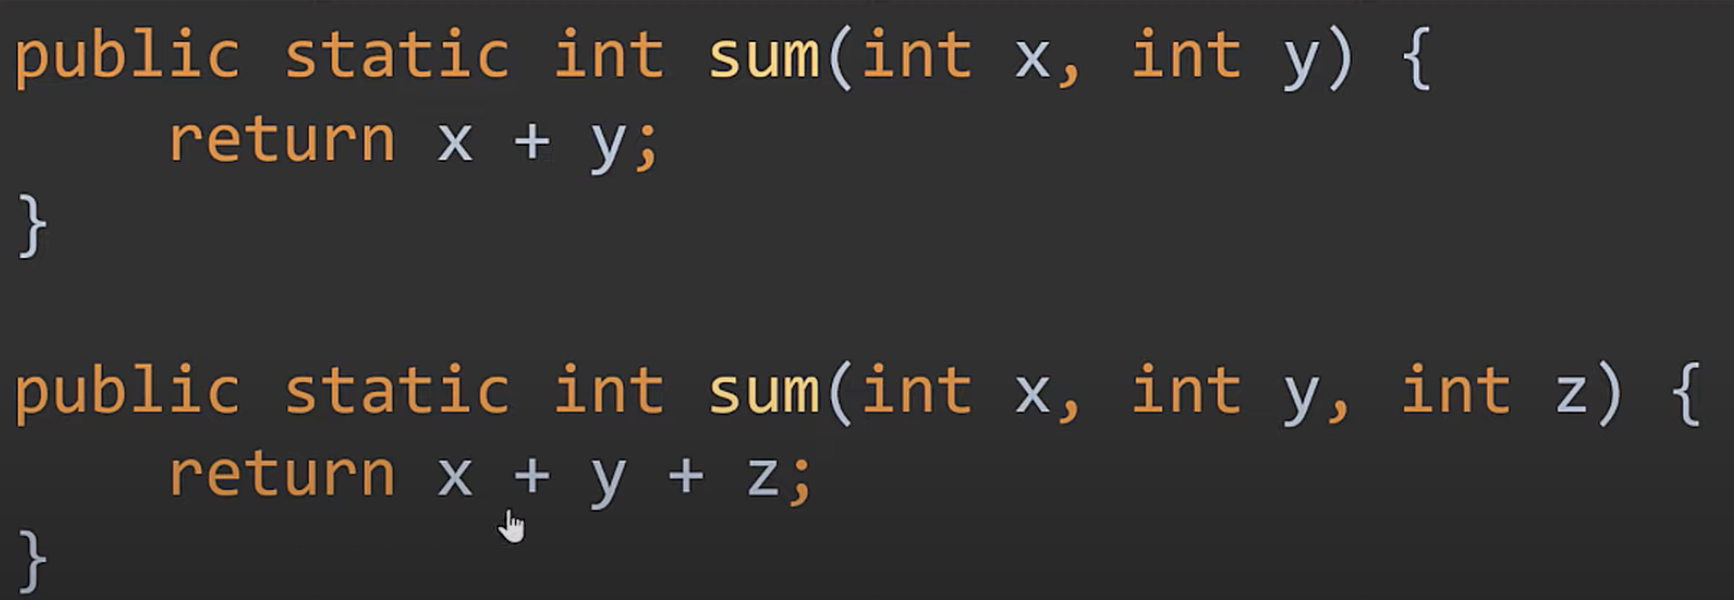 public static int sum(int x, int y) {
    return x + y;
}
public static int sum(int x, int y, int z) {
    return x + y + z;
}